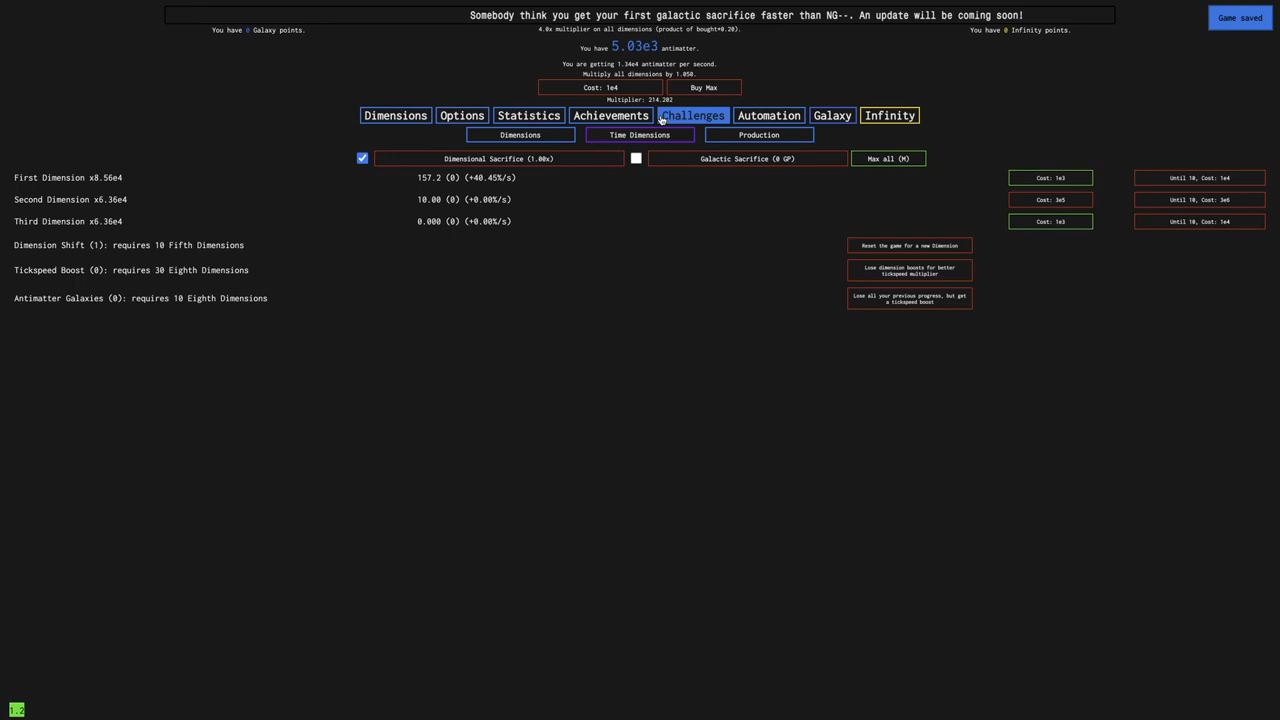 Somebody think you get your first galactic sacrifice faster than NG--. An update will be coming soon!
Game saved
You have 0 Galaxy points.
4.0x multiplier on all dimensions (product of bought*0.20).
You have 0 Infinity points.
You have 5.03e3 antimatter.
You are getting 1.34e4 antimatter per second.
Multiply all dimensions by 1.050.
Cost: 1e4 Buy Max
Multiplier: 214.202
Dimensions Options Statistics Achievements Challenges Automation Galaxy Infinity
Dimensions Time Dimensions Production
Dimensional Sacrifice (1.00x) Galactic Sacrifice (0 GP) Max all (M)
First Dimension x8.56e4 157.2 (0) (+40.45%/s) Cost: 1e3 Until 10, Cost: 1e4
Second Dimension x6.36e4 10.00 (0) (+0.00%/s) Cost: 3e5 Until 10, Cost: 3e6
Third Dimension x6.36e4 0.000 (0) (+0.00%/s) Cost: 1e3 Until 10, Cost: 1e4
Dimension Shift (1): requires 10 Fifth Dimensions Reset the game for a new Dimension
Tickspeed Boost (0): requires 30 Eighth Dimensions Lose dimension boosts for better
tickspeed multiplier
Antimatter Galaxies (0): requires 10 Eighth Dimensions Lose all your previous progress, but get
a tickspeed boost
1.2